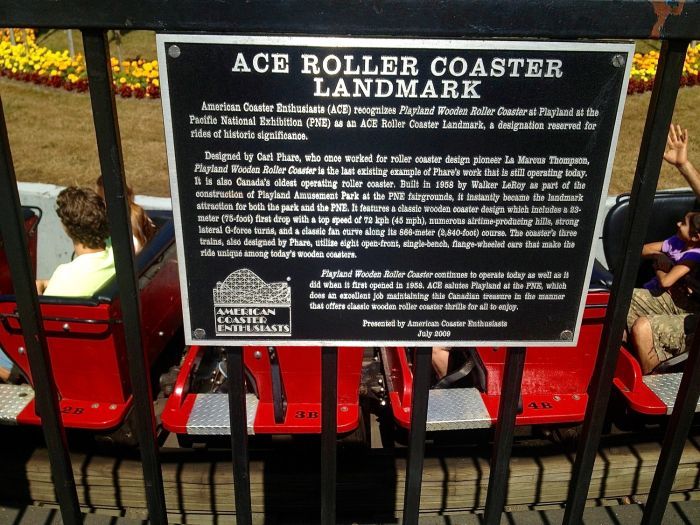 ACE ROLLER COASTER
LANDMARK
American Coaster Enthusiasts (ACE) recognizes Playland Wooden Roller Coaster at Playland at the
Pacific National Exhibition (PNE) as an ACE Roller Coaster Landmark, a designation reserved for
rides of historic significance.
Designed by Carl Phare, who once worked for roller coaster design pioneer La Marcus Thompson,
Playland Wooden Roller Coaster is the last existing example of Phare's work that is still operating today.
It is also Canada's oldest operating roller coaster. Built in 1958 by Walker LeRoy as part of the
construction of Playland Amusement Park at the PNE fairgrounds, it instantly became the landmark
attraction for both the park and the PNE. It features a classic wooden coaster design which includes a 23-
meter (75-foot) first drop with a top speed of 72 kph (45 mph), numerous airtime-producing hills, strong
lateral G-force turns, and a classic fan curve along its 866-meter (2,840-foot) course. The coaster's three
trains, also designed by Phare, utilize eight open-front, single-bench, flange-wheeled cars that make the
ride unique among today's wooden coasters.
Playland Wooden Roller Coaster continues to operate today as well as it
did when it first opened in 1958. ACE salutes Playland at the PNE, which
does an excellent job maintaining this Canadian treasure in the manner
that offers classic wooden roller coaster thrills for all to enjoy.
AMERICAN
COASTER
ENTHUSIASTS
Presented by American Coaster Enthusiasts
July 2009
2B
3B
4B